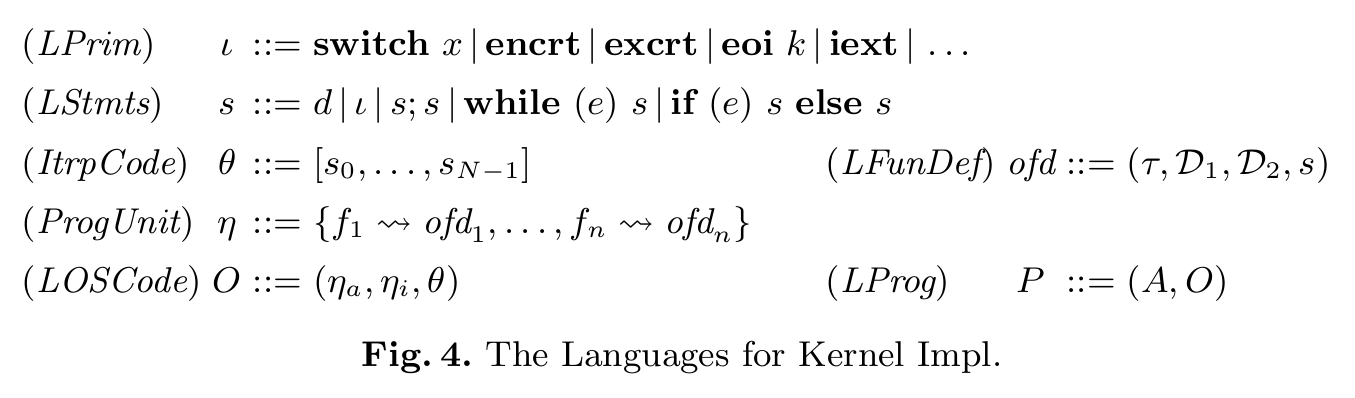 (LPrim) ι ::= switch x | encrt | excrt | eoi k | iext | …
(LStmts) s ::= d | ι | s; s | while (e) s | if (e) s else s
(ItrpCode) θ ::= [s₀, …, s_{N−1}] (LFunDef) ofd ::= (τ, 𝒟₁, 𝒟₂, s)
(ProgUnit) η ::= {f₁ ⇝ ofd₁, …, fₙ ⇝ ofdₙ}
(LOSCode) O ::= (ηₐ, ηᵢ, θ) (LProg) P ::= (A, O)
Fig. 4. The Languages for Kernel Impl.